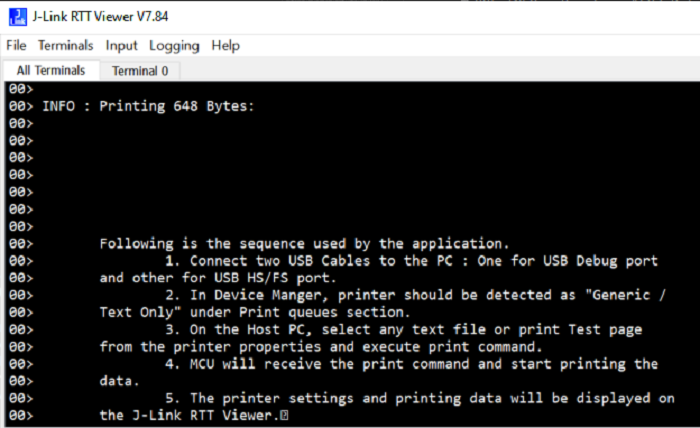 J-Link RTT Viewer V7.84
File Terminals Input Logging Help
All Terminals Terminal 0
00>
00> INFO : Printing 648 Bytes:
00>
00>
00>
00>
00>
00>
00>
00> Following is the sequence used by the application.
00> 1. Connect two USB Cables to the PC : One for USB Debug port
00> and other for USB HS/FS port.
00> 2. In Device Manger, printer should be detected as "Generic /
00> Text Only" under Print queues section.
00> 3. On the Host PC, select any text file or print Test page
00> from the printer properties and execute print command.
00> 4. MCU will receive the print command and start printing the
00> data.
00> 5. The printer settings and printing data will be displayed on
00> the J-Link RTT Viewer.